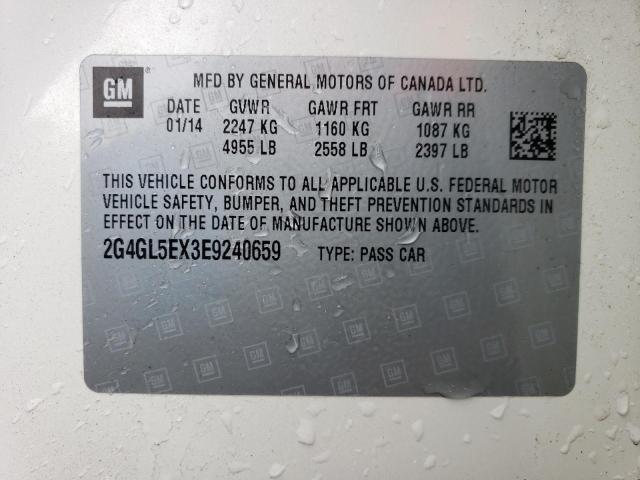 GM
MFD BY GENERAL MOTORS OF CANADA LTD.
DATE GVWR GAWR FRT GAWR RR
01/14 2247 KG 1160 KG 1087 KG
4955 LB 2558 LB 2397 LB
THIS VEHICLE CONFORMS TO ALL APPLICABLE U.S. FEDERAL MOTOR
VEHICLE SAFETY, BUMPER, AND THEFT PREVENTION STANDARDS IN
EFFECT ON THE DATE OF MANUFACTURE SHOWN ABOVE.
2G4GL5EX3E9240659 TYPE: PASS CAR